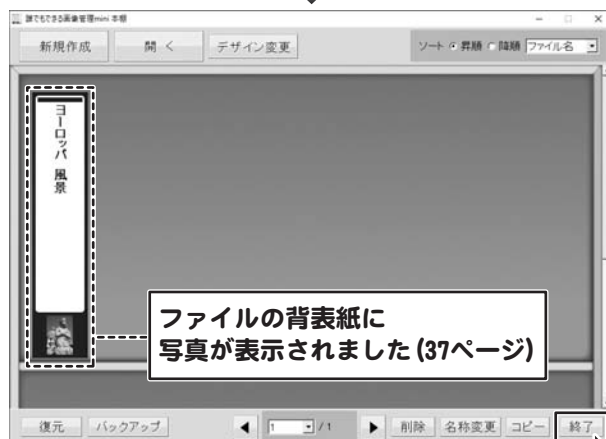 誰でもできる画像管理mini 本棚
新規作成 開く デザイン変更 ソート 昇順 降順 ファイル名
ヨーロッパ 風景
ファイルの背表紙に
写真が表示されました(37ページ)
復元 バックアップ 1 /1 削除 名称変更 コピー 終了